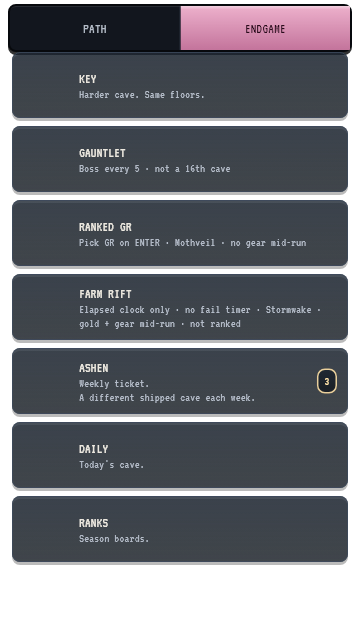 PATH
ENDGAME
KEY
Harder cave. Same floors.
GAUNTLET
Boss every 5 · not a 16th cave
RANKED GR
Pick GR on ENTER · Mothveil · no gear mid-run
FARM RIFT
Elapsed clock only · no fail timer · Stormwake ·
gold + gear mid-run · not ranked
ASHEN
Weekly ticket.
A different shipped cave each week.
3
DAILY
Today's cave.
RANKS
Season boards.